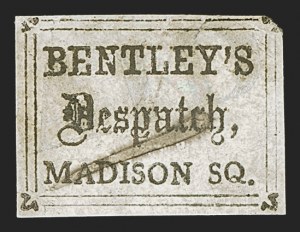 BENTLEY'S
Despatch,
MADISON SQ.